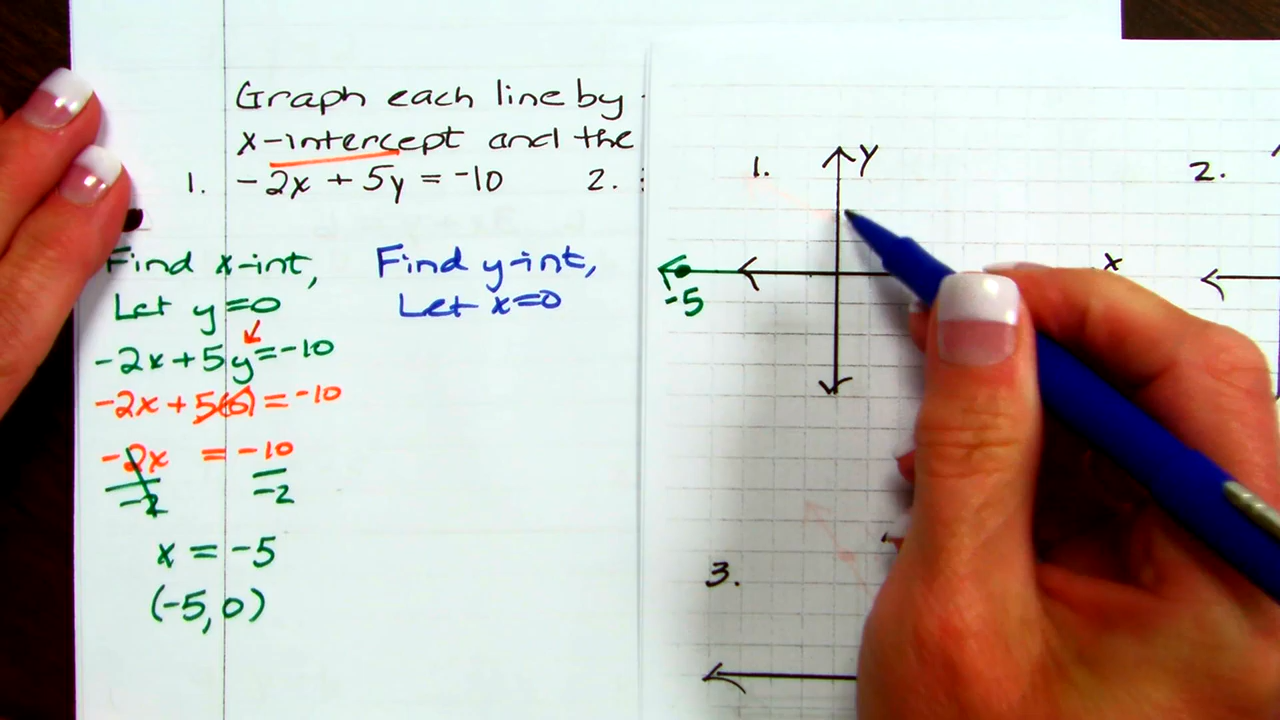 Graph each line by
x-intercept and the
1. -2x + 5y = -10
2.
Find x-int,
Let y=0
-2x + 5y = -10
-2x + 5(0) = -10
-2x = -10
-2 -2
x = -5
(-5,0)
Find y-int,
Let x=0
1.
y
x
-5
2.
3.